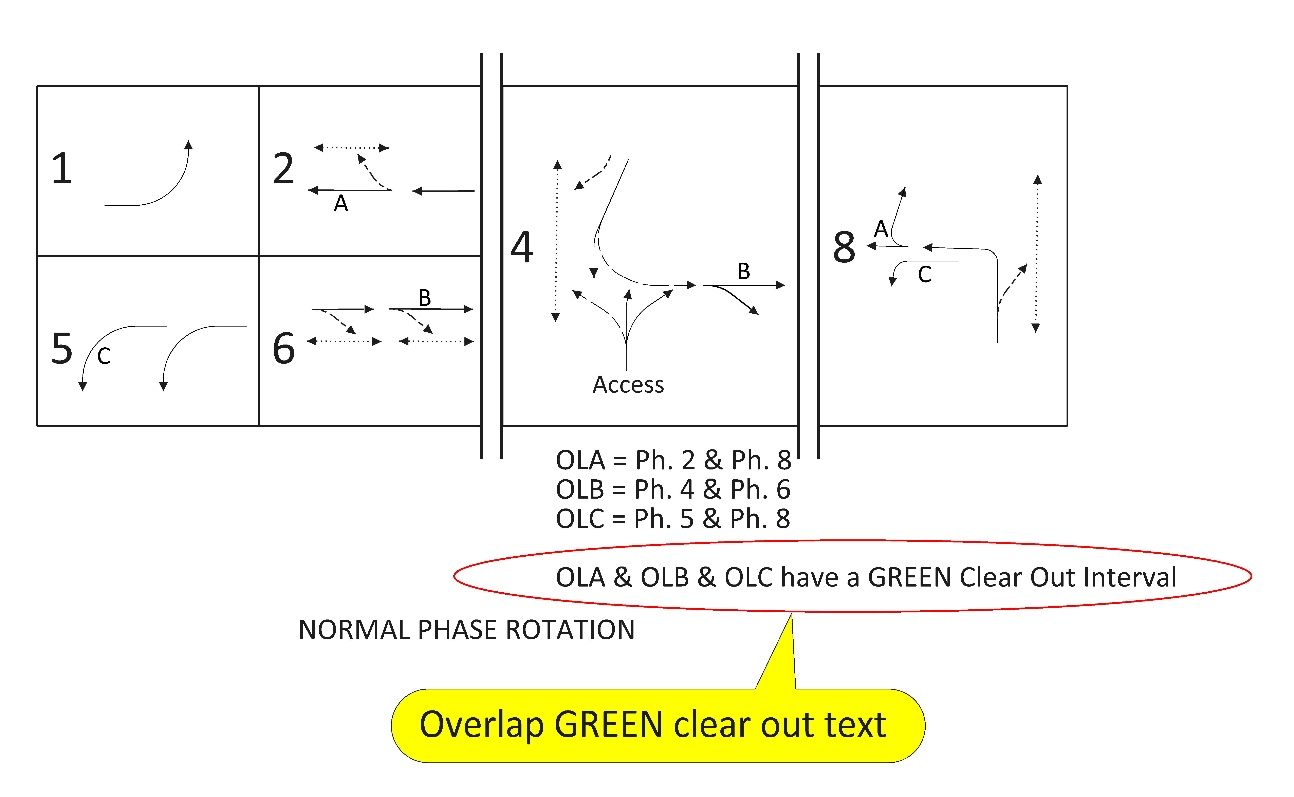 1
2
A
4
B
8
A
C
5
C
6
B
Access
OLA = Ph. 2 & Ph. 8
OLB = Ph. 4 & Ph. 6
OLC = Ph. 5 & Ph. 8
OLA & OLB & OLC have a GREEN Clear Out Interval
NORMAL PHASE ROTATION
Overlap GREEN clear out text